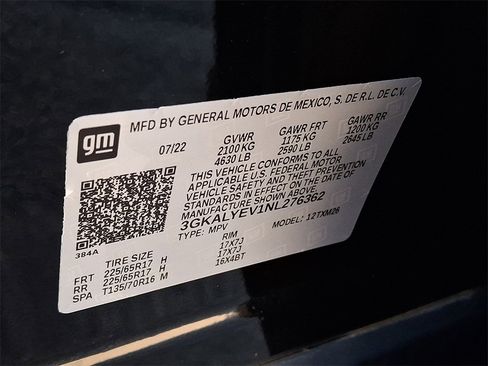 gm
MFD BY GENERAL MOTORS DE MEXICO, S. DE R.L. DE C.V.
07/22 GVWR GAWR FRT GAWR RR
2100 KG 1175 KG 1200 KG
4630 LB 2590 LB 2645 LB
THIS VEHICLE CONFORMS TO ALL
APPLICABLE U.S. FEDERAL MOTOR
VEHICLE SAFETY AND THEFT PREVENTION
STANDARDS IN EFFECT ON THE DATE OF
MANUFACTURE SHOWN ABOVE.
3GKALYEV1NL276362
TYPE: MPV MODEL: 12TXM26
384A
TIRE SIZE RIM
FRT 225/65R17 H 17X7J
RR 225/65R17 H 17X7J
SPA T135/70R16 M 16X4BT